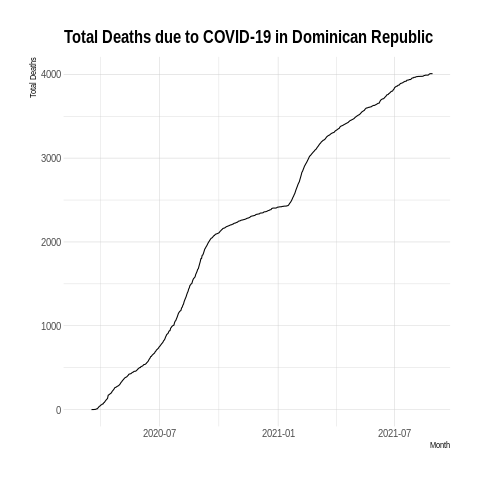 Total Deaths due to COVID-19 in Dominican Republic
Total Deaths
4000
3000
2000
1000
0
2020-07 2021-01 2021-07
Month